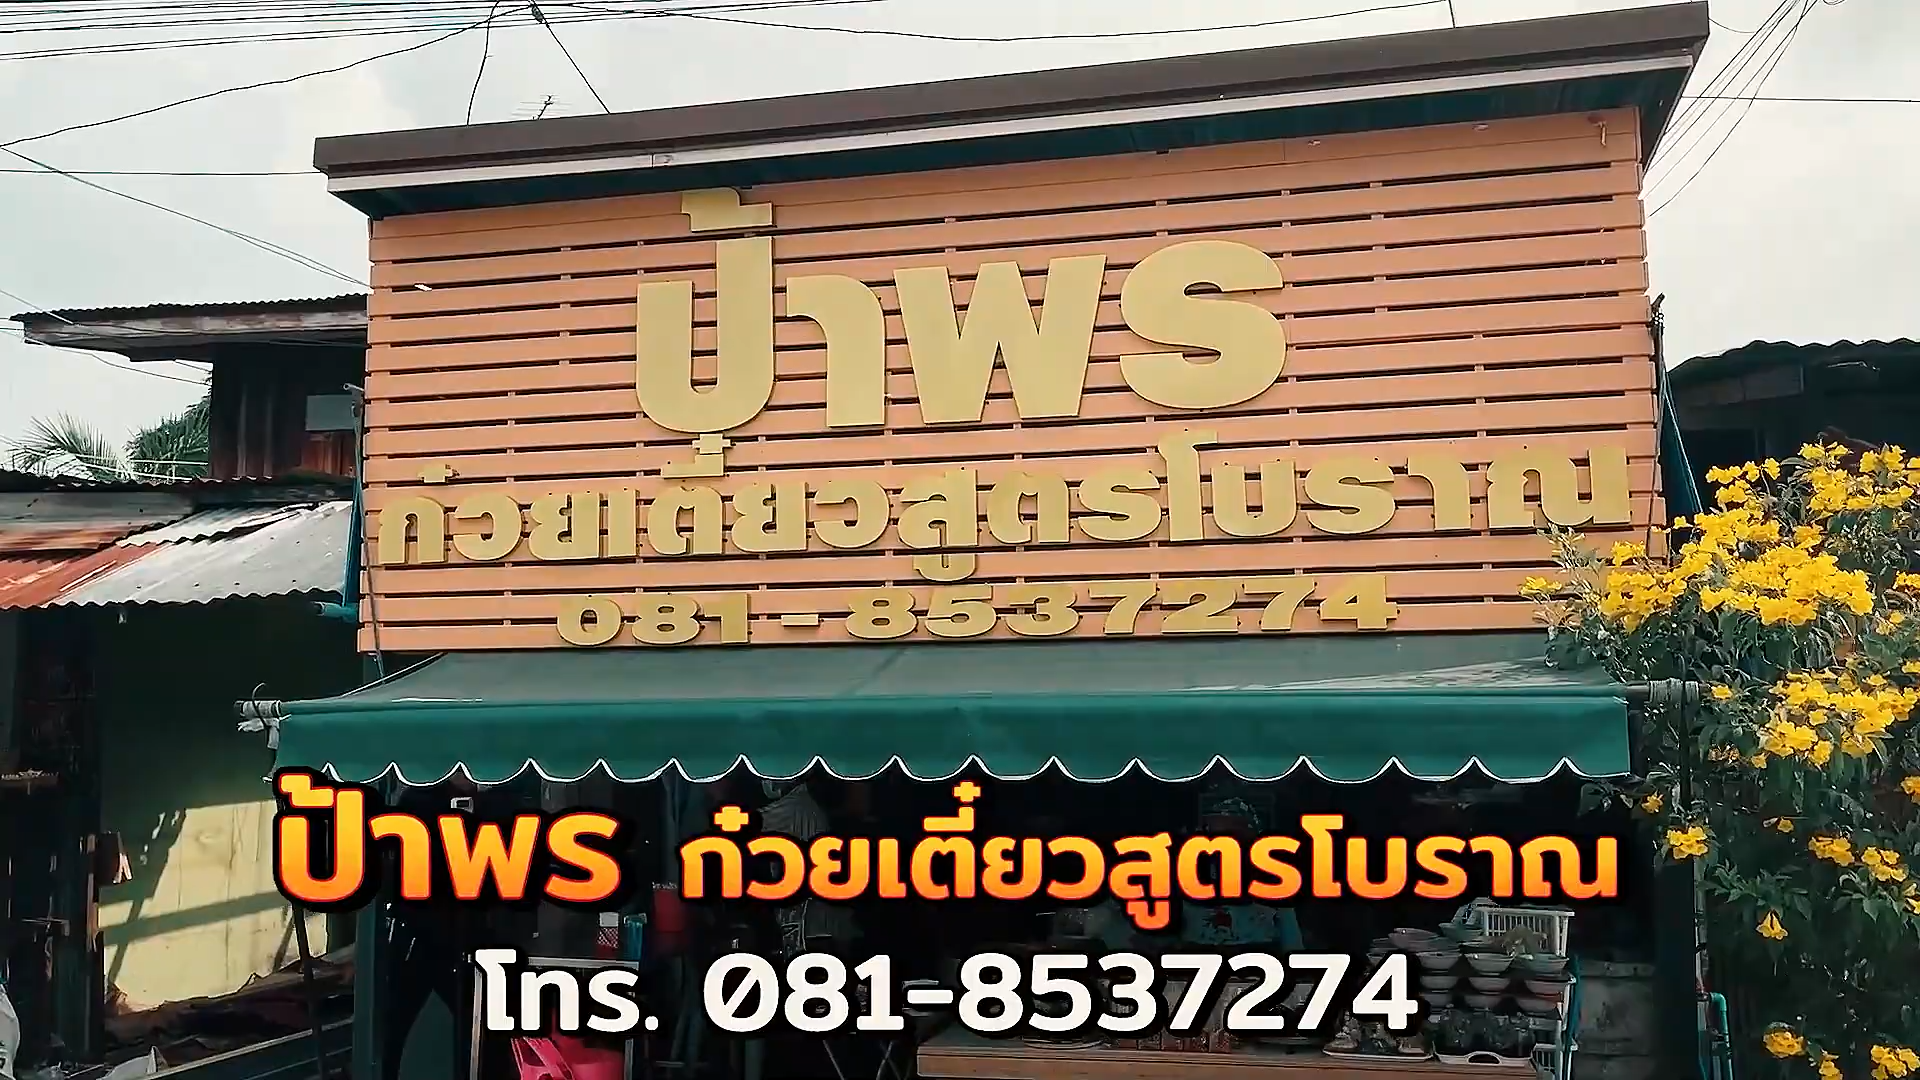 ป้าพร
ก๋วยเตี๋ยวสูตรโบราณ
081-8537274
ป้าพร ก๋วยเตี๋ยวสูตรโบราณ
โทร. 081-8537274